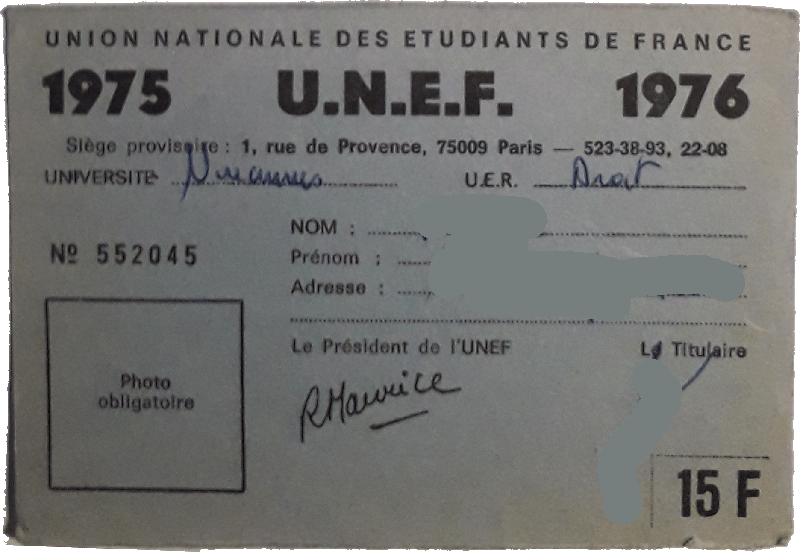 UNION NATIONALE DES ETUDIANTS DE FRANCE
1975 U.N.E.F. 1976
Siège provisoire : 1, rue de Provence, 75009 Paris — 523-38-93, 22-08
UNIVERSITE U.E.R. Droit
NOM :
Nº 552045
Prénom :
Adresse :
Le Président de l'UNEF Le Titulaire
Photo
obligatoire
RMaurice
15 F